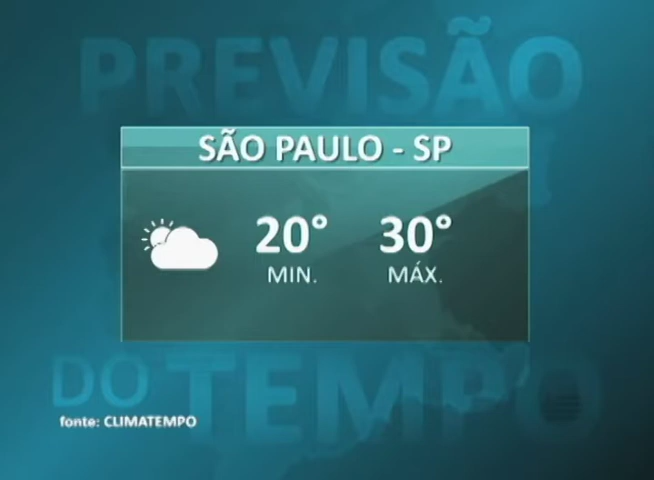 PREVISÃO
SÃO PAULO - SP
20° 30°
MIN. MÁX.
DO TEMPO
fonte: CLIMATEMPO